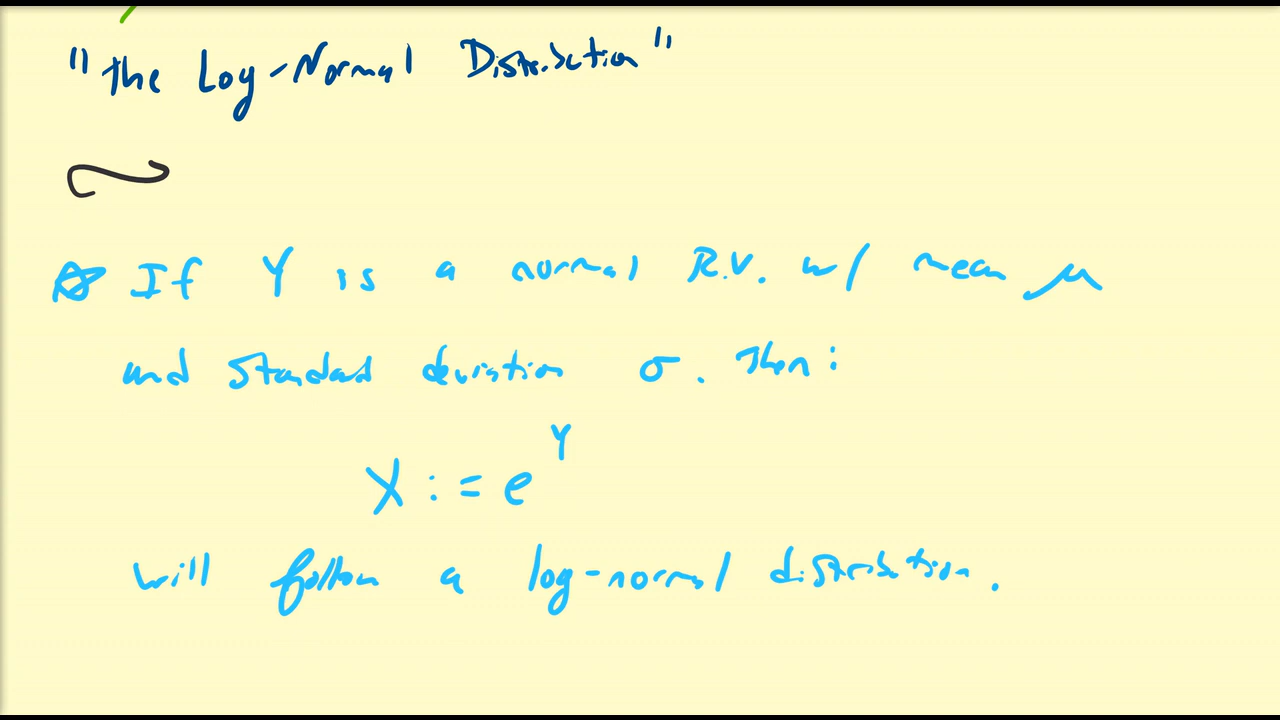 "the Log-Normal Distribution"
☆ If Y is a normal R.V. w/ mean μ
and standard deviation σ. Then:
X := e^Y
will follow a log-normal distribution.